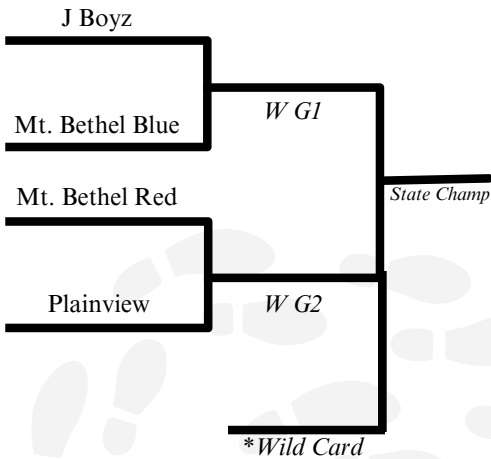 J Boyz
W G1
Mt. Bethel Blue
Mt. Bethel Red
State Champ
Plainview
W G2
*Wild Card